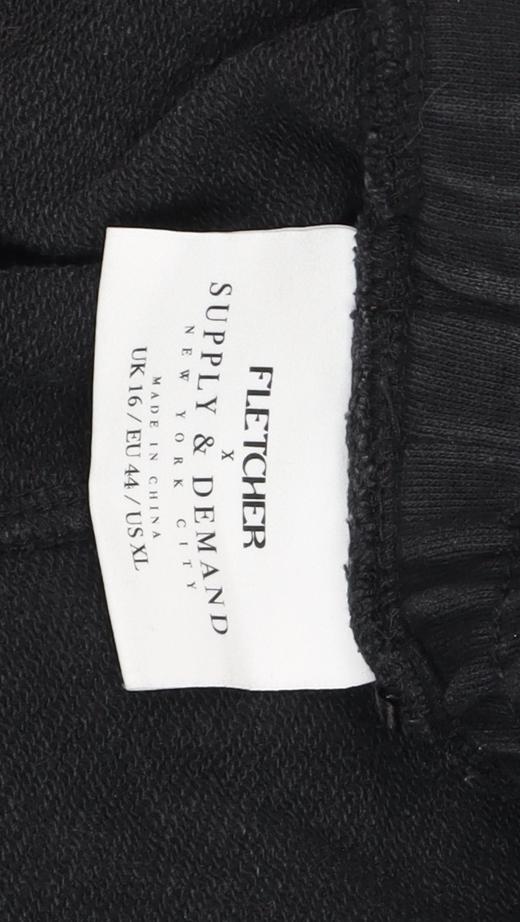 FLETCHER
X
SUPPLY & DEMAND
NEW YORK CITY
MADE IN CHINA
UK 16 / EU 44 / US XL